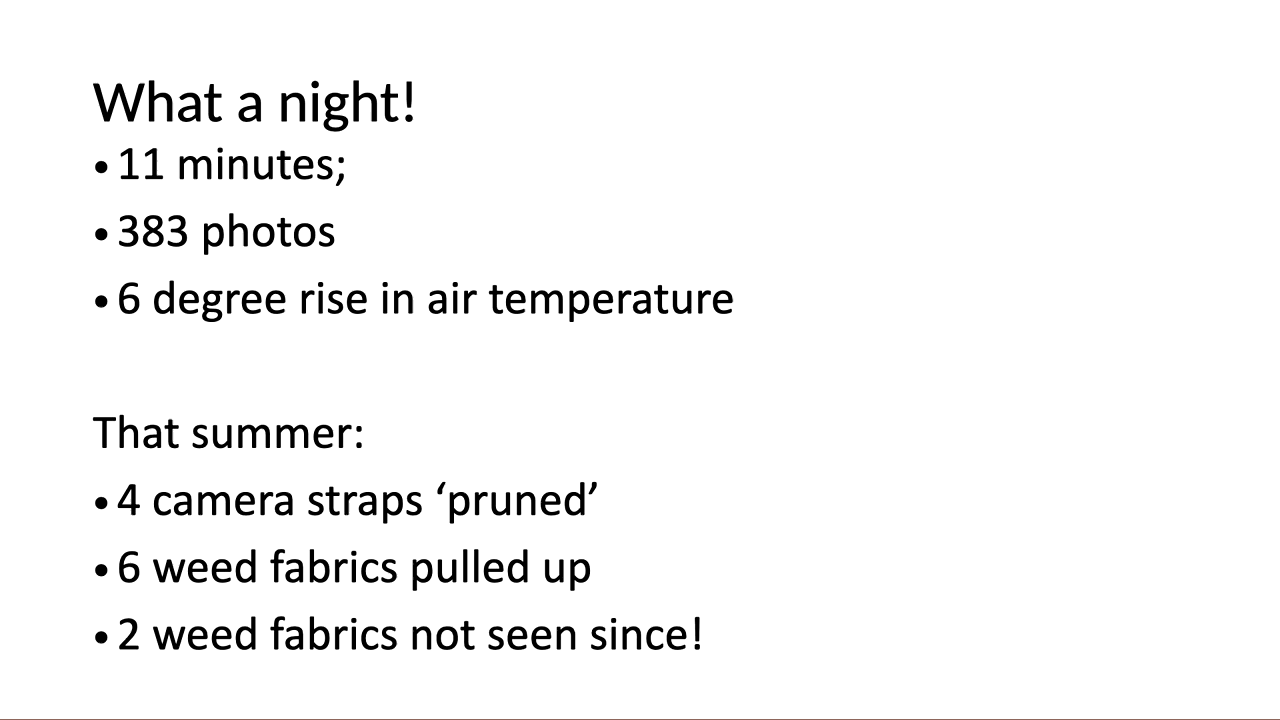 What a night!
• 11 minutes;
• 383 photos
• 6 degree rise in air temperature
That summer:
• 4 camera straps ‘pruned’
• 6 weed fabrics pulled up
• 2 weed fabrics not seen since!